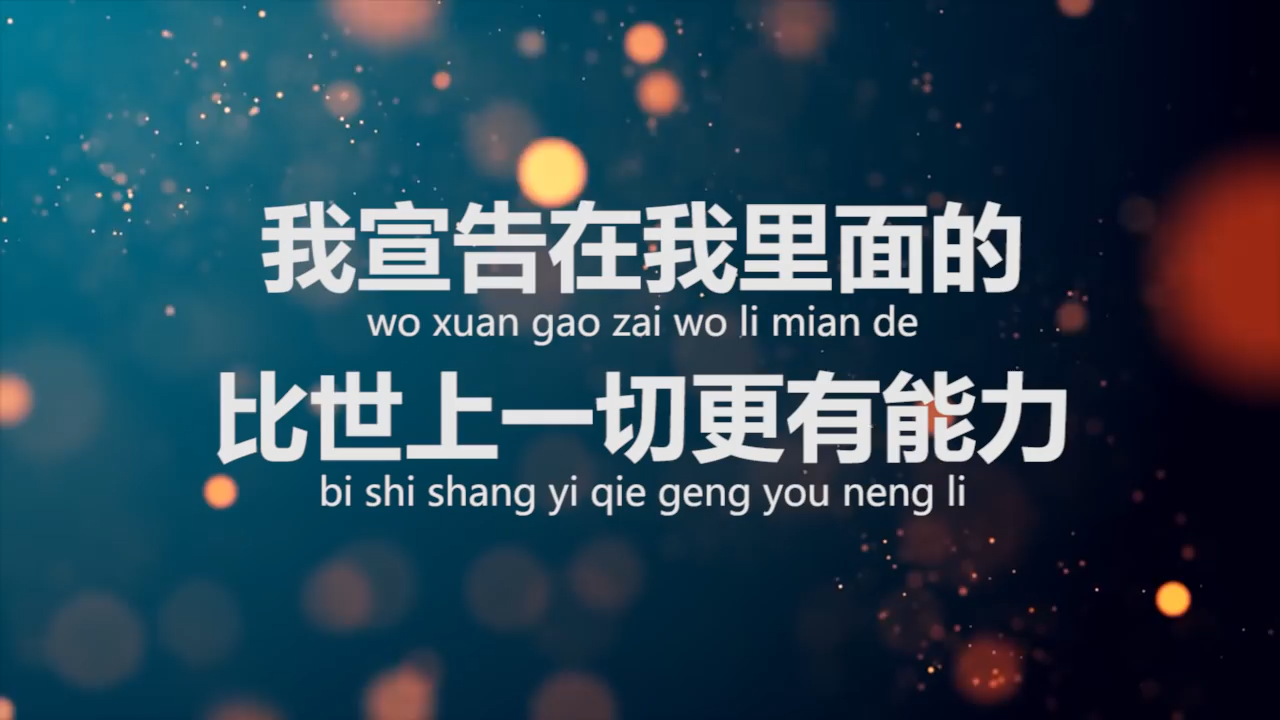 我宣告在我里面的
wo xuan gao zai wo li mian de
比世上一切更有能力
bi shi shang yi qie geng you neng li